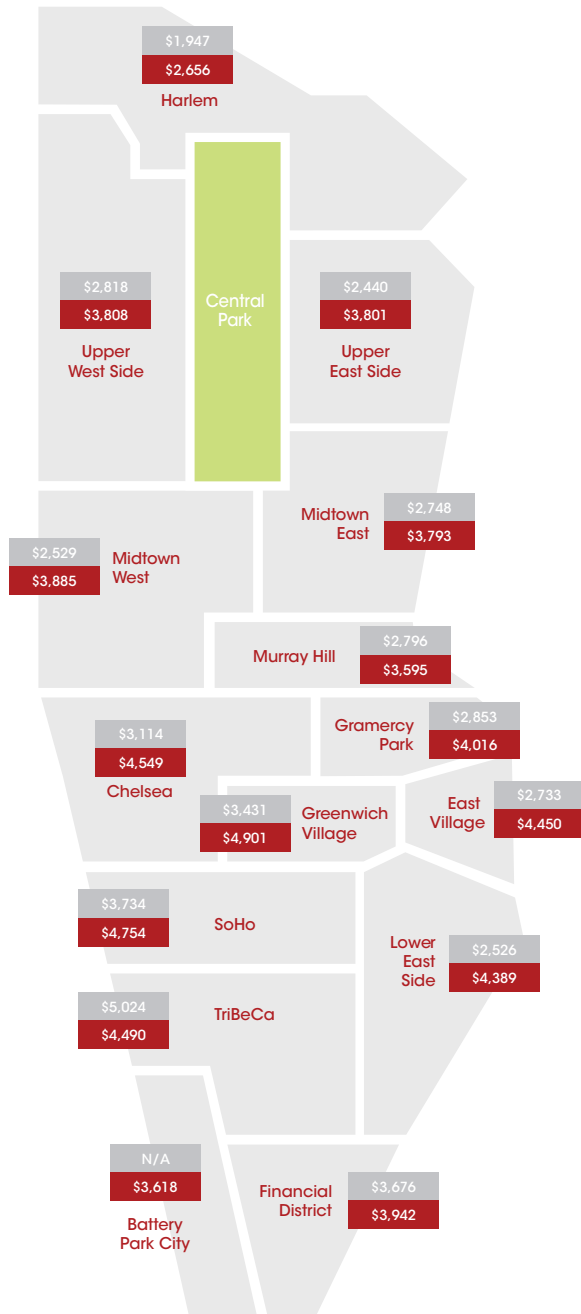 $1,947
$2,656
Harlem
Central
Park
$2,818
$3,808
Upper
West Side
$2,440
$3,801
Upper
East Side
Midtown
East
$2,748
$3,793
$2,529
$3,885
Midtown
West
Murray Hill
$2,796
$3,595
Gramercy
Park
$2,853
$4,016
$3,114
$4,549
Chelsea
$3,431
$4,901
Greenwich
Village
East
Village
$2,733
$4,450
$3,734
$4,754
SoHo
Lower
East
Side
$2,526
$4,389
$5,024
$4,490
TriBeCa
N/A
$3,618
Battery
Park City
Financial
District
$3,676
$3,942